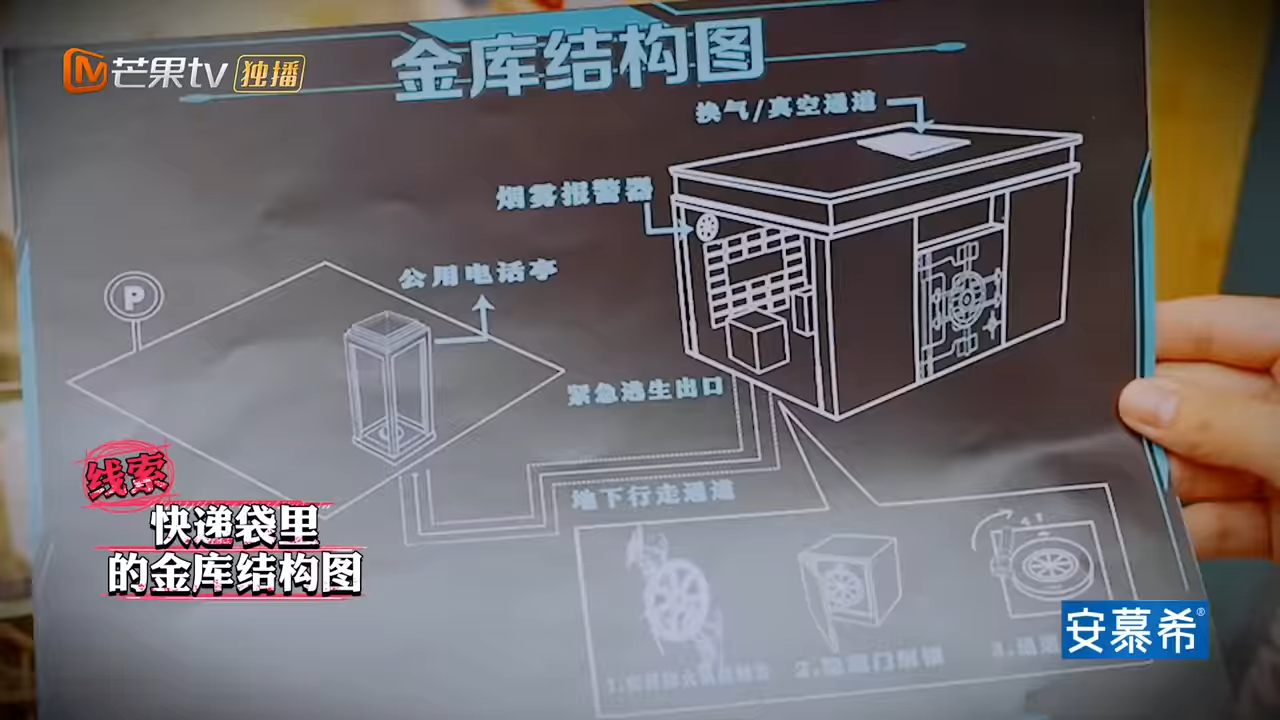 金库结构图
芒果tv 独播
换气/真空通道
烟雾报警器
公用电话亭
P
紧急逃生出口
线索
地下行走通道
快递袋里
的金库结构图
安慕希®